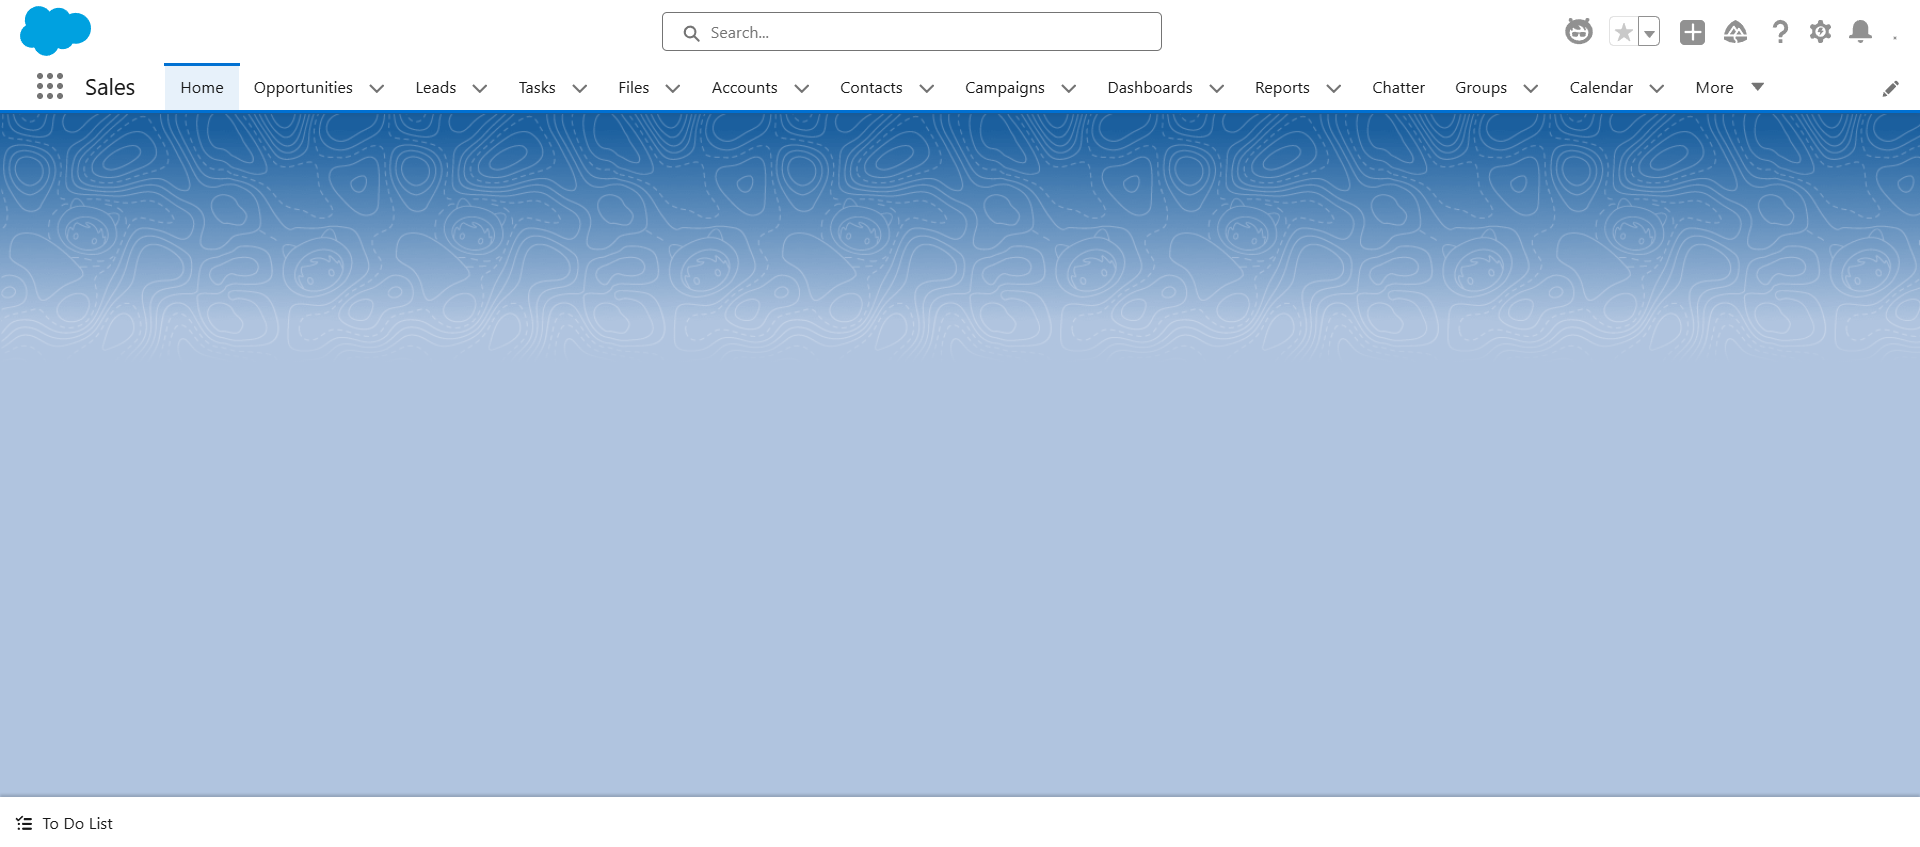 Search...
Sales
Home
Opportunities
Leads
Tasks
Files
Accounts
Contacts
Campaigns
Dashboards
Reports
Chatter
Groups
Calendar
More
To Do List